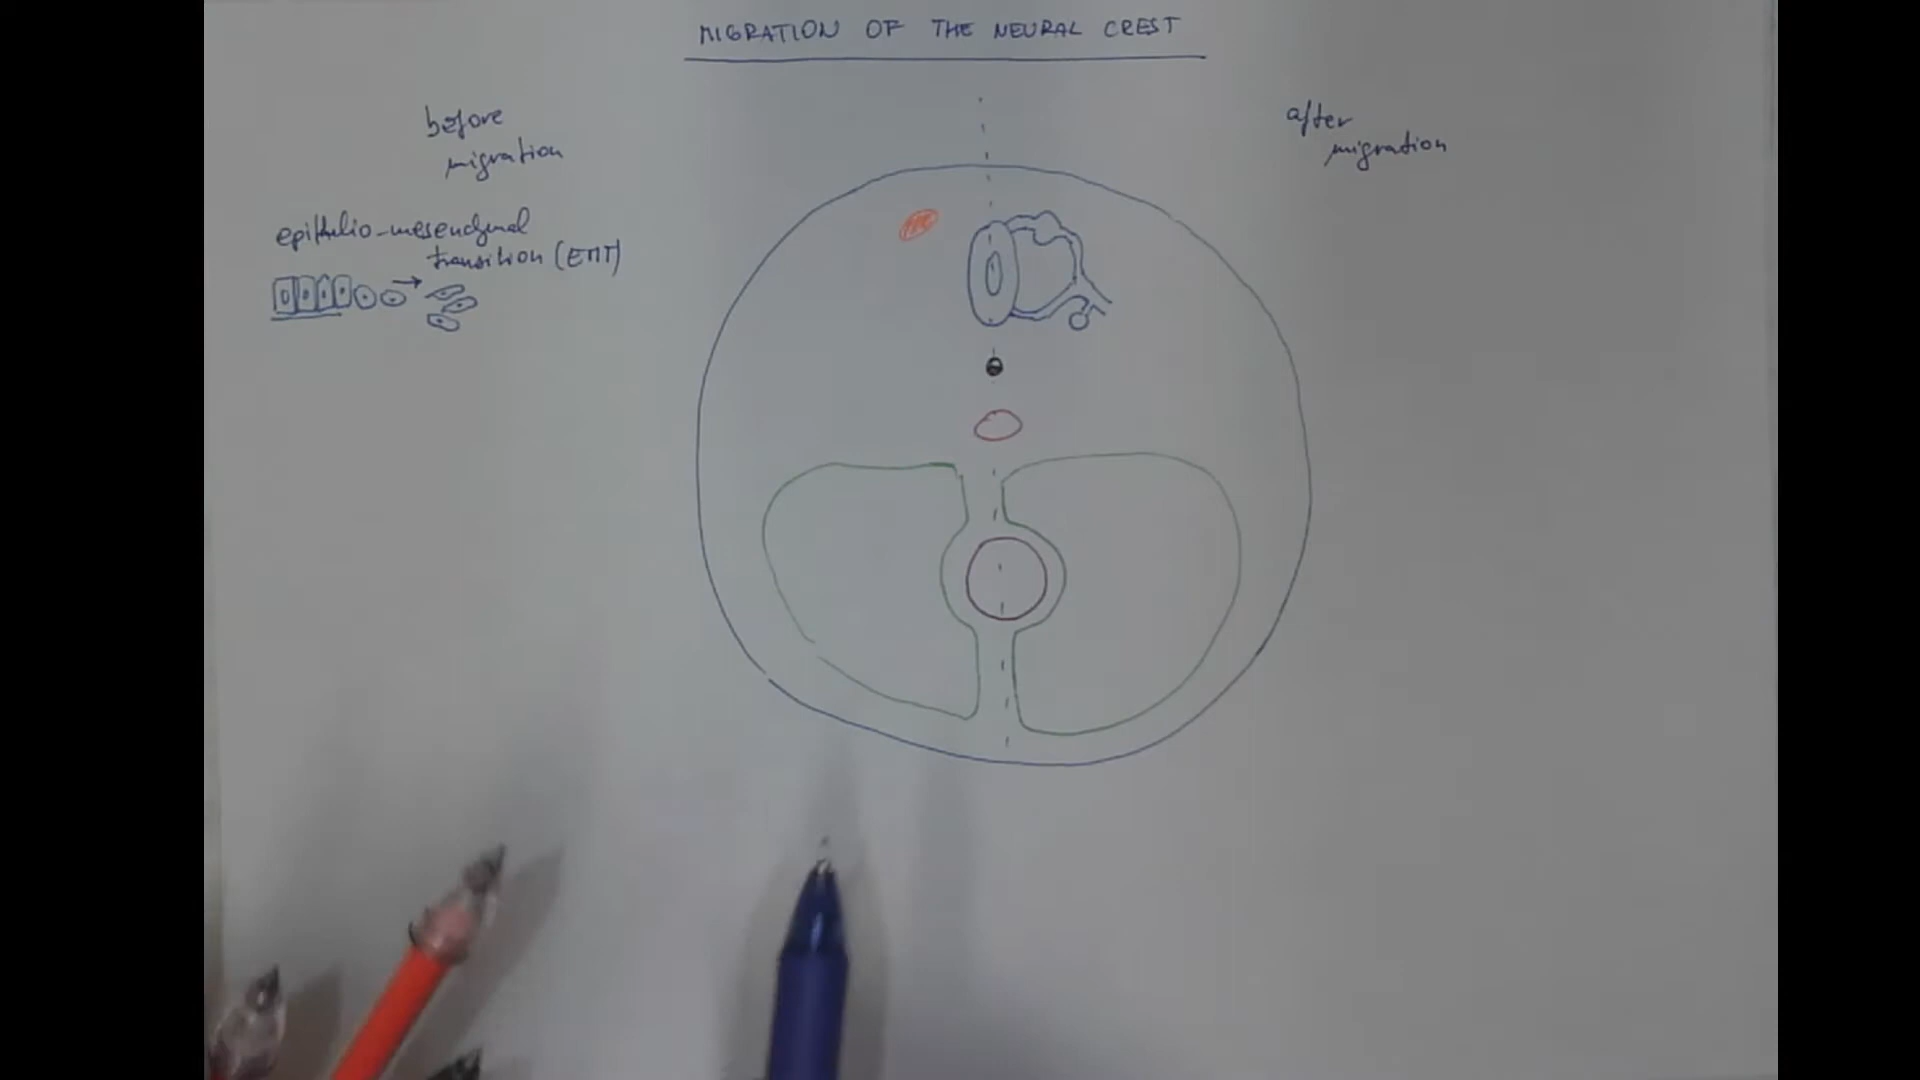 MIGRATION OF THE NEURAL CREST
before
migration
after
migration
epithelio-mesenchymal
transition (EMT)